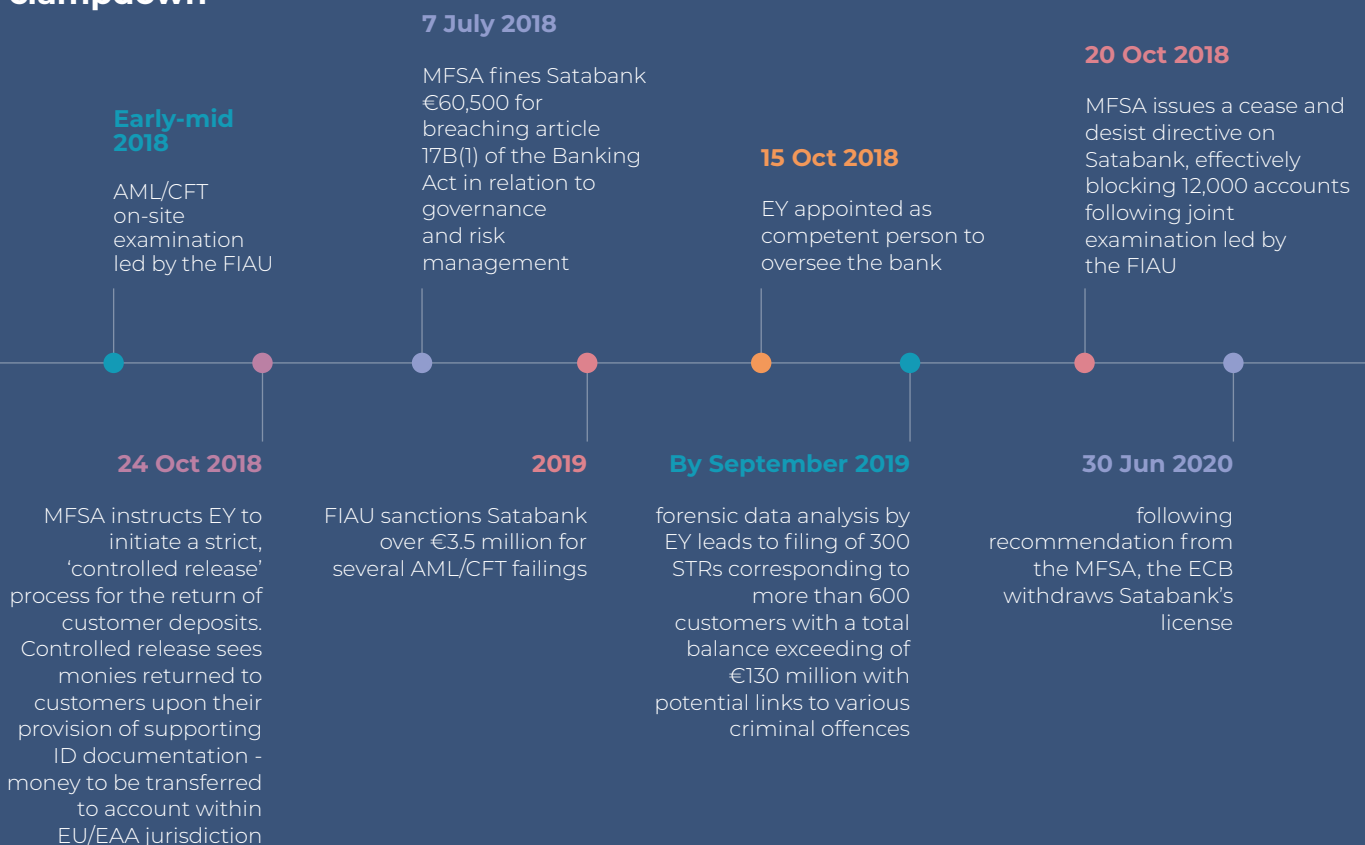 clampdown
Early-mid
2018
AML/CFT
on-site
examination
led by the FIAU
7 July 2018
MFSA fines Satabank
€60,500 for
breaching article
17B(1) of the Banking
Act in relation to
governance
and risk
management
15 Oct 2018
EY appointed as
competent person to
oversee the bank
20 Oct 2018
MFSA issues a cease and
desist directive on
Satabank, effectively
blocking 12,000 accounts
following joint
examination led by
the FIAU
24 Oct 2018
MFSA instructs EY to
initiate a strict,
‘controlled release’
process for the return of
customer deposits.
Controlled release sees
monies returned to
customers upon their
provision of supporting
ID documentation -
money to be transferred
to account within
EU/EAA jurisdiction
2019
FIAU sanctions Satabank
over €3.5 million for
several AML/CFT failings
By September 2019
forensic data analysis by
EY leads to filing of 300
STRs corresponding to
more than 600
customers with a total
balance exceeding of
€130 million with
potential links to various
criminal offences
30 Jun 2020
following
recommendation from
the MFSA, the ECB
withdraws Satabank’s
license